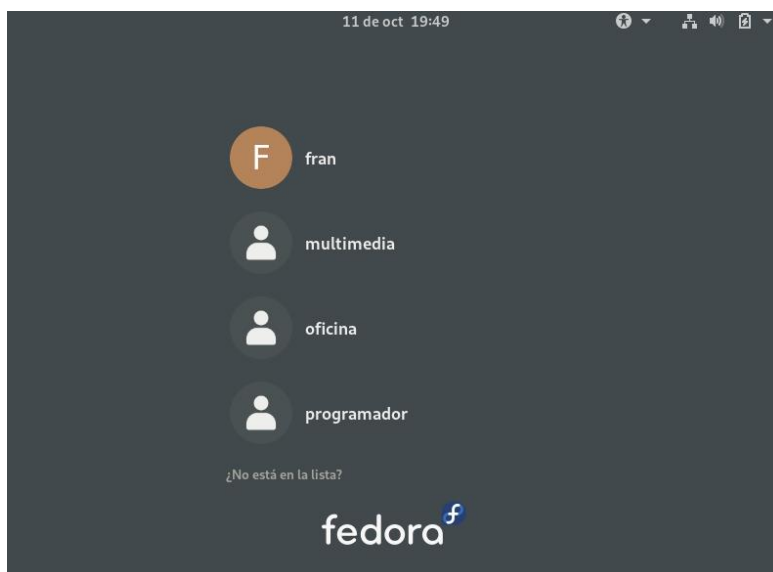 11 de oct 19:49
F
fran
multimedia
oficina
programador
¿No está en la lista?
fedora